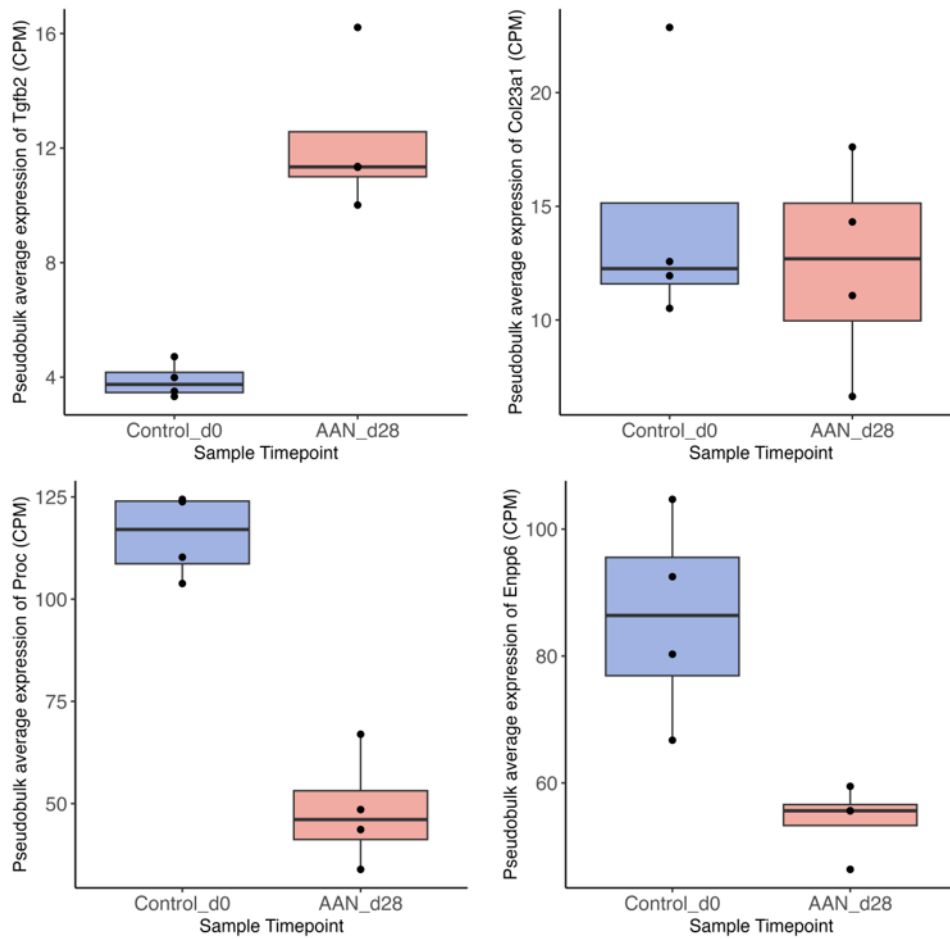 Pseudobulk average expression of Tgfb2 (CPM)
16
12
8
4
Control_d0 AAN_d28
Sample Timepoint
Pseudobulk average expression of Col23a1 (CPM)
20
15
10
Control_d0 AAN_d28
Sample Timepoint
Pseudobulk average expression of Proc (CPM)
125
100
75
50
Control_d0 AAN_d28
Sample Timepoint
Pseudobulk average expression of Enpp6 (CPM)
100
80
60
Control_d0 AAN_d28
Sample Timepoint